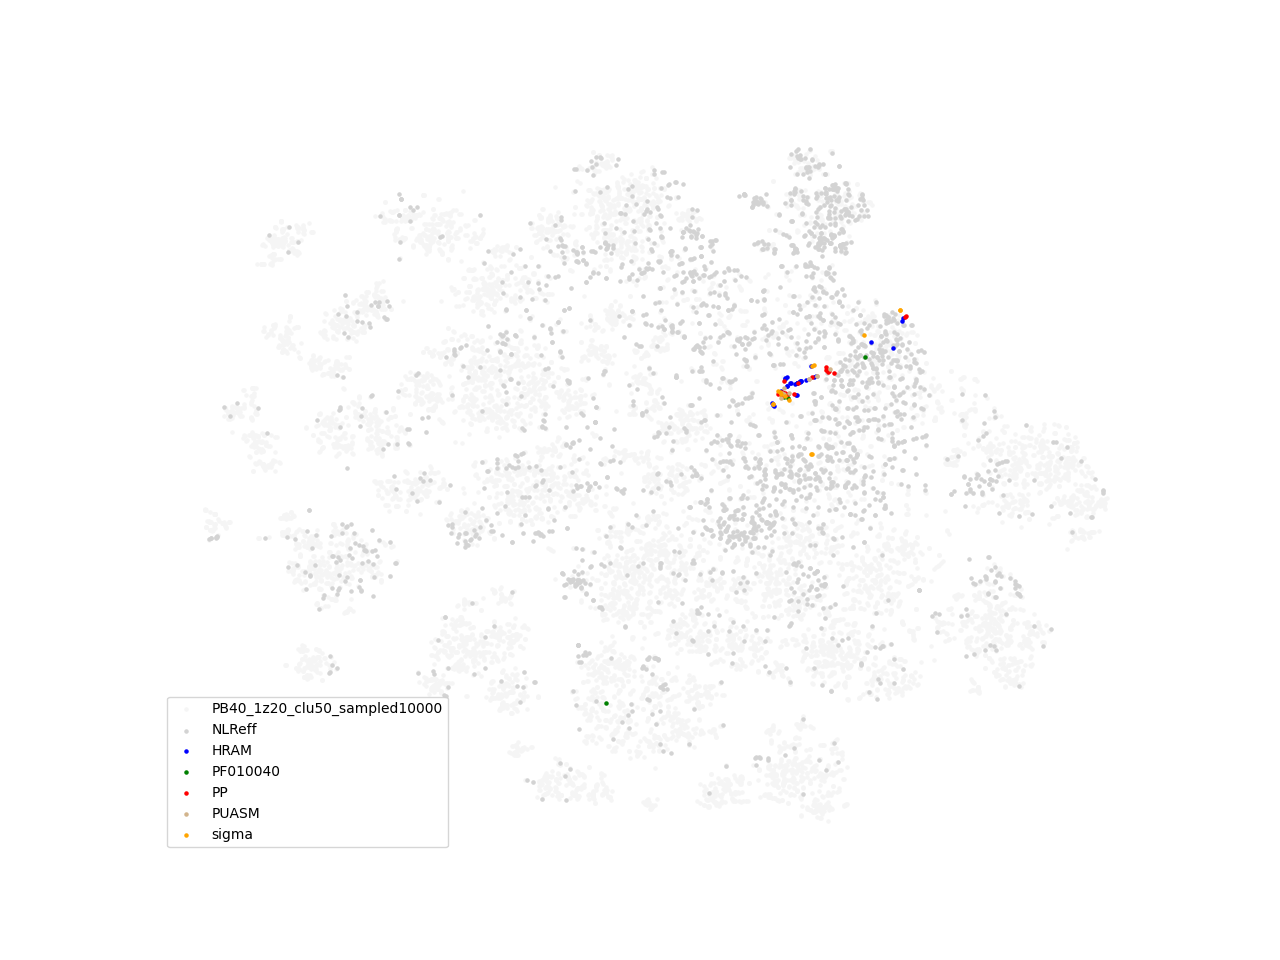 PB40_1z20_clu50_sampled10000
NLReff
HRAM
PF010040
PP
PUASM
sigma